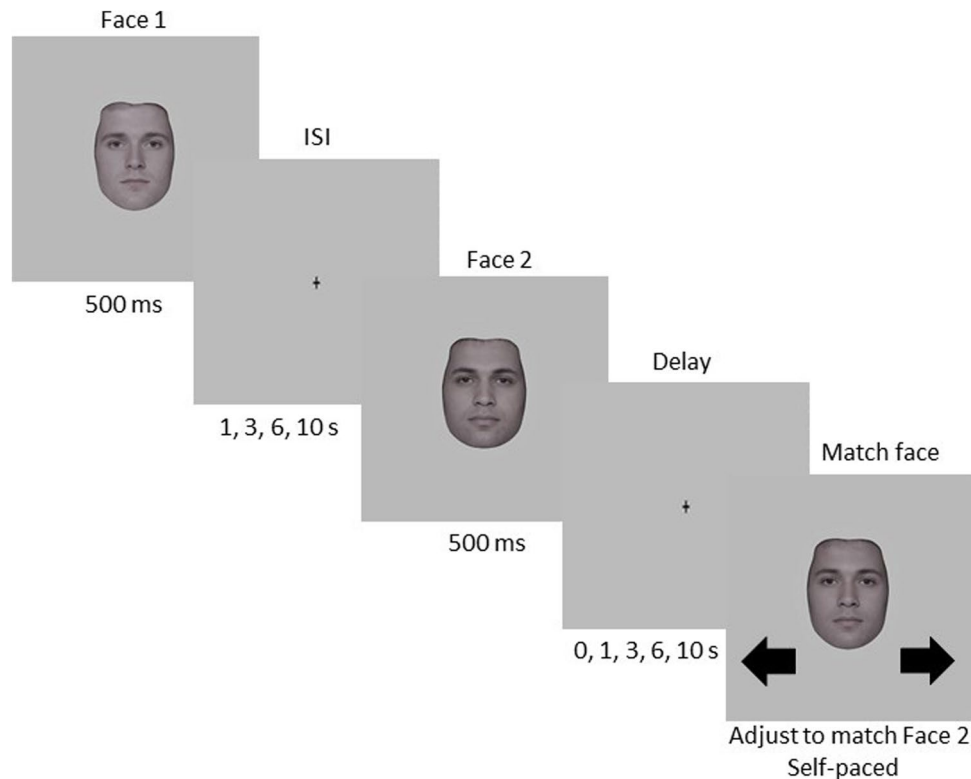 Face 1
ISI
500 ms
Face 2
1, 3, 6, 10 s
Delay
500 ms
Match face
0, 1, 3, 6, 10 s
Adjust to match Face 2
Self-paced